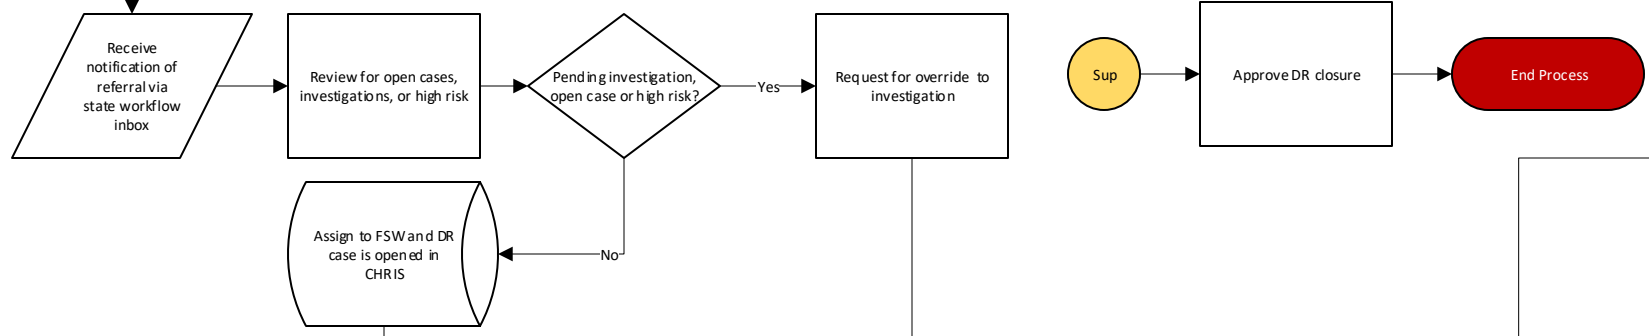 Receive
notification of
referral via
state workflow
inbox
Review for open cases,
investigations, or high risk
Pending investigation,
open case or high risk?
Yes
Request for override to
investigation
Sup
Approve DR closure
End Process
Assign to FSW and DR
case is opened in
CHRIS
No